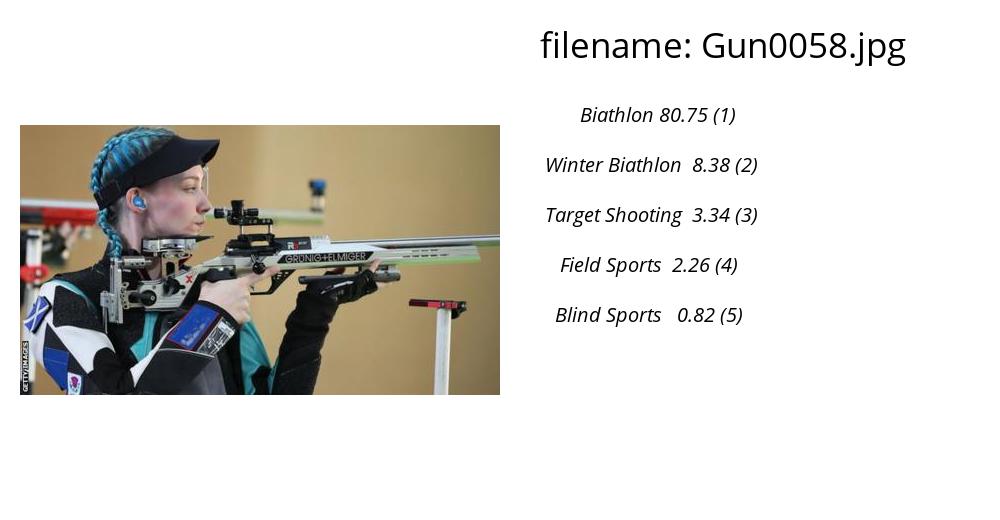 filename: Gun0058.jpg
Biathlon 80.75 (1)
Winter Biathlon 8.38 (2)
Target Shooting 3.34 (3)
Field Sports 2.26 (4)
Blind Sports 0.82 (5)
GRÜNIG+ELMIGER
GETTY IMAGES